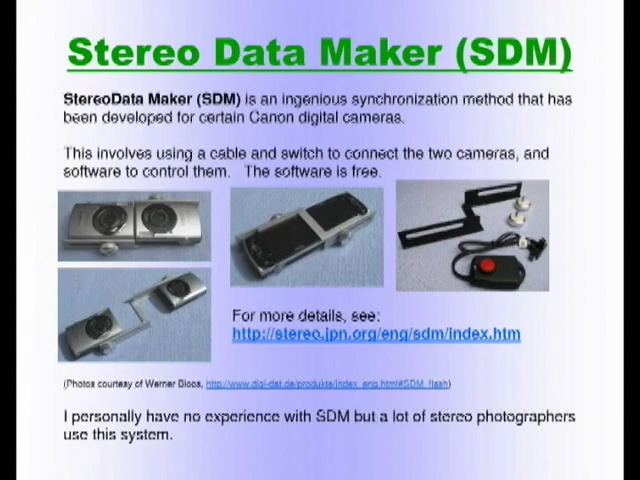 Stereo Data Maker (SDM)
StereoData Maker (SDM) is an ingenious synchronization method that has
been developed for certain Canon digital cameras.
This involves using a cable and switch to connect the two cameras, and
software to control them. The software is free.
For more details, see:
http://stereo.jpn.org/eng/sdm/index.htm
(Photos courtesy of Werner Bloos, http://www.digi-dat.de/produkte/index_eng.html#SDM_flash)
I personally have no experience with SDM but a lot of stereo photographers
use this system.